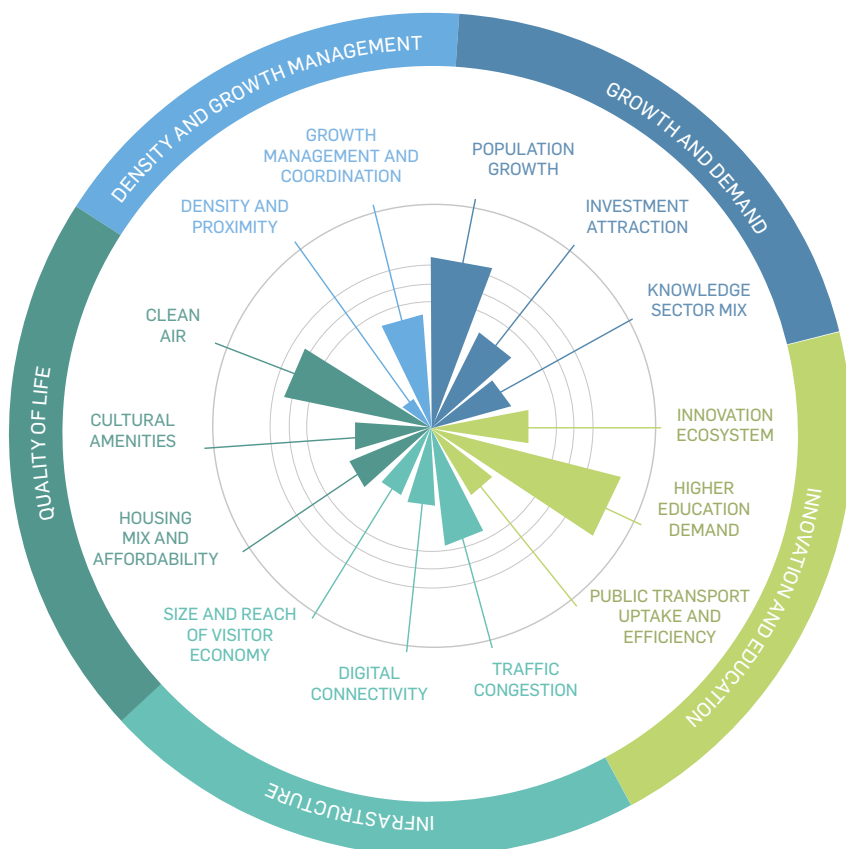 DENSITY AND GROWTH MANAGEMENT
GROWTH AND DEMAND
INNOVATION AND EDUCATION
INFRASTRUCTURE
QUALITY OF LIFE
GROWTH
MANAGEMENT AND
COORDINATION
POPULATION
GROWTH
DENSITY AND
PROXIMITY
INVESTMENT
ATTRACTION
KNOWLEDGE
SECTOR MIX
CLEAN
AIR
INNOVATION
ECOSYSTEM
CULTURAL
AMENITIES
HIGHER
EDUCATION
DEMAND
HOUSING
MIX AND
AFFORDABILITY
PUBLIC TRANSPORT
UPTAKE AND
EFFICIENCY
SIZE AND REACH
OF VISITOR
ECONOMY
DIGITAL
CONNECTIVITY
TRAFFIC
CONGESTION